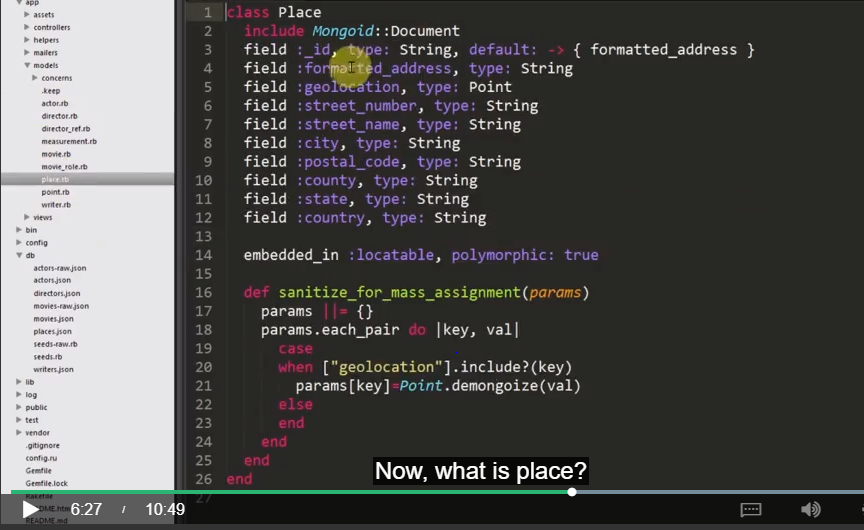 app
assets
controllers
helpers
mailers
models
concerns
.keep
actor.rb
director.rb
director_ref.rb
measurement.rb
movie.rb
movie_role.rb
place.rb
point.rb
writer.rb
views
bin
config
db
actors-raw.json
actors.json
directors.json
movies-raw.json
movies.json
places.json
seeds-raw.rb
seeds.rb
writers.json
lib
log
public
test
vendor
.gitignore
config.ru
Gemfile
Gemfile.lock
Rakefile
README.md
1 class Place
2 include Mongoid::Document
3 field :_id, type: String, default: -> { formatted_address }
4 field :formatted_address, type: String
5 field :geolocation, type: Point
6 field :street_number, type: String
7 field :street_name, type: String
8 field :city, type: String
9 field :postal_code, type: String
10 field :county, type: String
11 field :state, type: String
12 field :country, type: String
13
14 embedded_in :locatable, polymorphic: true
15
16 def sanitize_for_mass_assignment(params)
17 params ||= {}
18 params.each_pair do |key, val|
19 case
20 when ["geolocation"].include?(key)
21 params[key]=Point.demongoize(val)
22 else
23 end
24 end
25 end
26 end
27
Now, what is place?
6:27 / 10:49